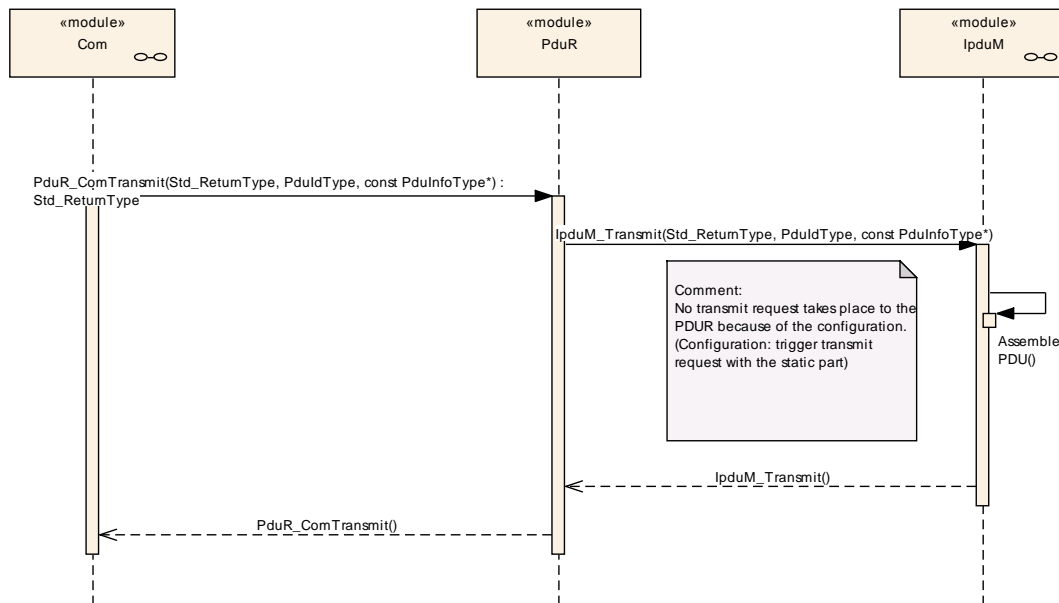 «module»
Com
«module»
PduR
«module»
IpduM
PduR_ComTransmit(Std_ReturnType, PduIdType, const PduInfoType*) :
Std_ReturnType
IpduM_Transmit(Std_ReturnType, PduIdType, const PduInfoType*)
Comment:
No transmit request takes place to the
PDUR because of the configuration.
(Configuration: trigger transmit
request with the static part)
Assemble
PDU()
IpduM_Transmit()
PduR_ComTransmit()